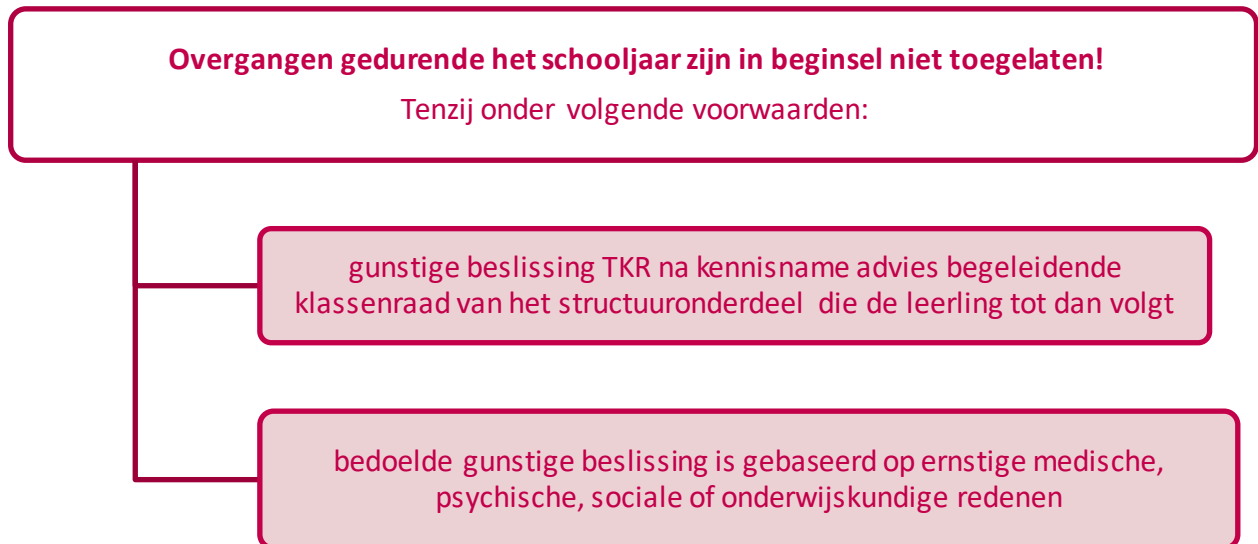 Overgangen gedurende het schooljaar zijn in beginsel niet toegelaten!
Tenzij onder volgende voorwaarden:
gunstige beslissing TKR na kennisname advies begeleidende
klassenraad van het structuuronderdeel die de leerling tot dan volgt
bedoelde gunstige beslissing is gebaseerd op ernstige medische,
psychische, sociale of onderwijskundige redenen